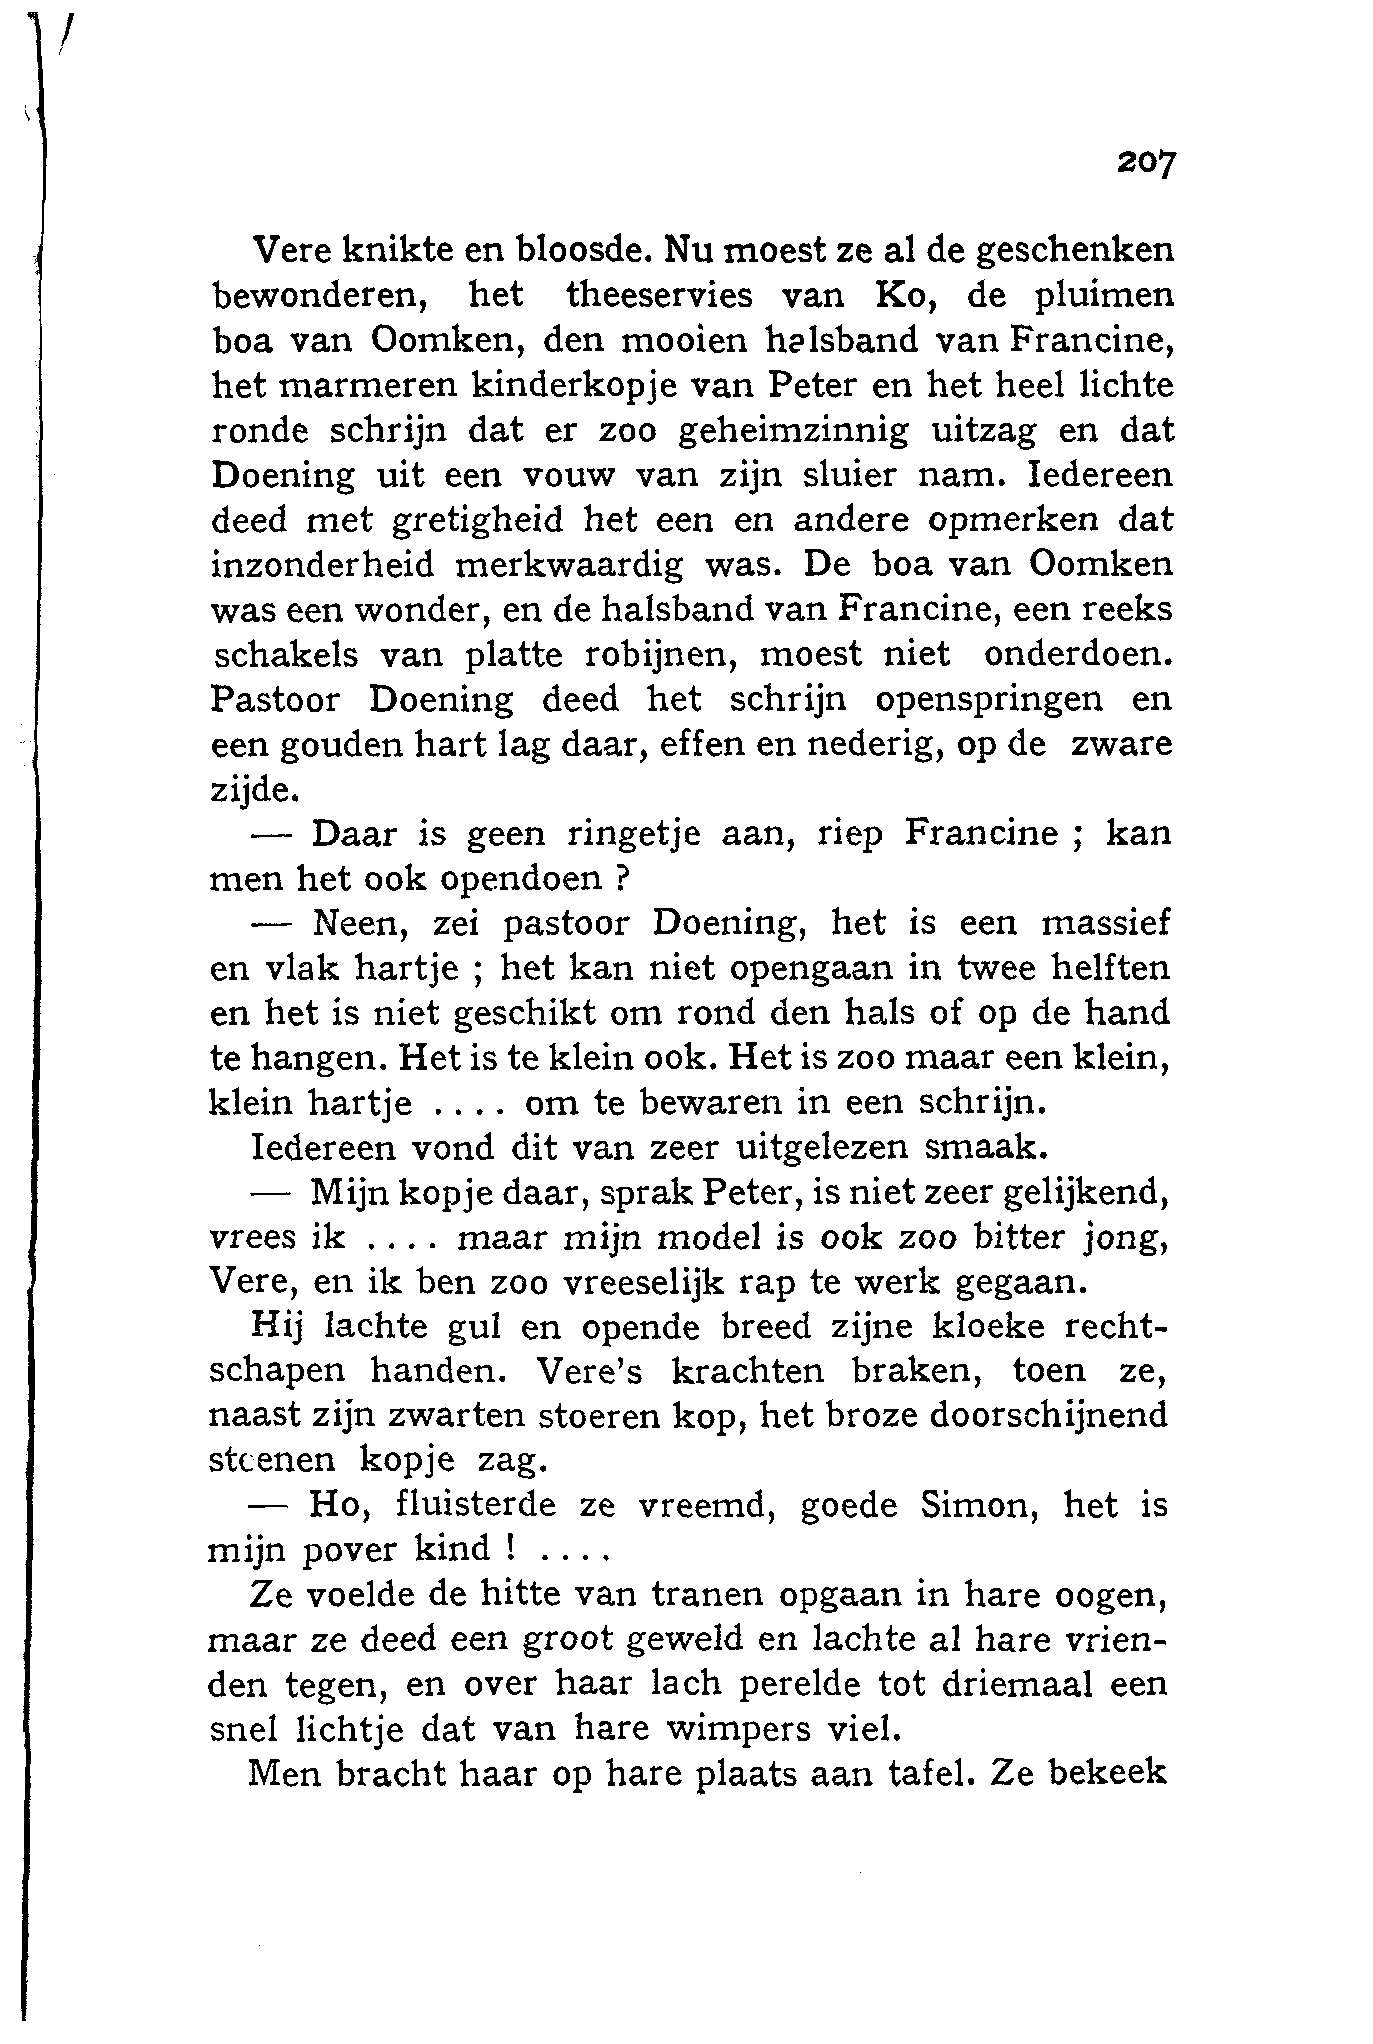 207
Vere knikte en bloosde. Nu moest ze al de geschenken
bewonderen, het theeservies van Ko, de pluimen
boa van Oomken, den mooien halsband van Francine,
het marmeren kinderkopje van Peter en het heel lichte
ronde schrijn dat er zoo geheimzinnig uitzag en dat
Doening uit een vouw van zijn sluier nam. Iedereen
deed met gretigheid het een en andere opmerken dat
inzonderheid merkwaardig was. De boa van Oomken
was een wonder, en de halsband van Francine, een reeks
schakels van platte robijnen, moest niet onderdoen.
Pastoor Doening deed het schrijn openspringen en
een gouden hart lag daar, effen en nederig, op de zware
zijde.
— Daar is geen ringetje aan, riep Francine ; kan
men het ook opendoen ?
— Neen, zei pastoor Doening, het is een massief
en vlak hartje ; het kan niet opengaan in twee helften
en het is niet geschikt om rond den hals of op de hand
te hangen. Het is te klein ook. Het is zoo maar een klein,
klein hartje .... om te bewaren in een schrijn.
Iedereen vond dit van zeer uitgelezen smaak.
— Mijn kopje daar, sprak Peter, is niet zeer gelijkend,
vrees ik .... maar mijn model is ook zoo bitter jong,
Vere, en ik ben zoo vreeselijk rap te werk gegaan.
Hij lachte gul en opende breed zijne kloeke recht-
schapen handen. Vere's krachten braken, toen ze,
naast zijn zwarten stoeren kop, het broze doorschijnend
steenen kopje zag.
— Ho, fluisterde ze vreemd, goede Simon, het is
mijn pover kind ! ....
Ze voelde de hitte van tranen opgaan in hare oogen,
maar ze deed een groot geweld en lachte al hare vrien-
den tegen, en over haar lach perelde tot driemaal een
snel lichtje dat van hare wimpers viel.
Men bracht haar op hare plaats aan tafel. Ze bekeek